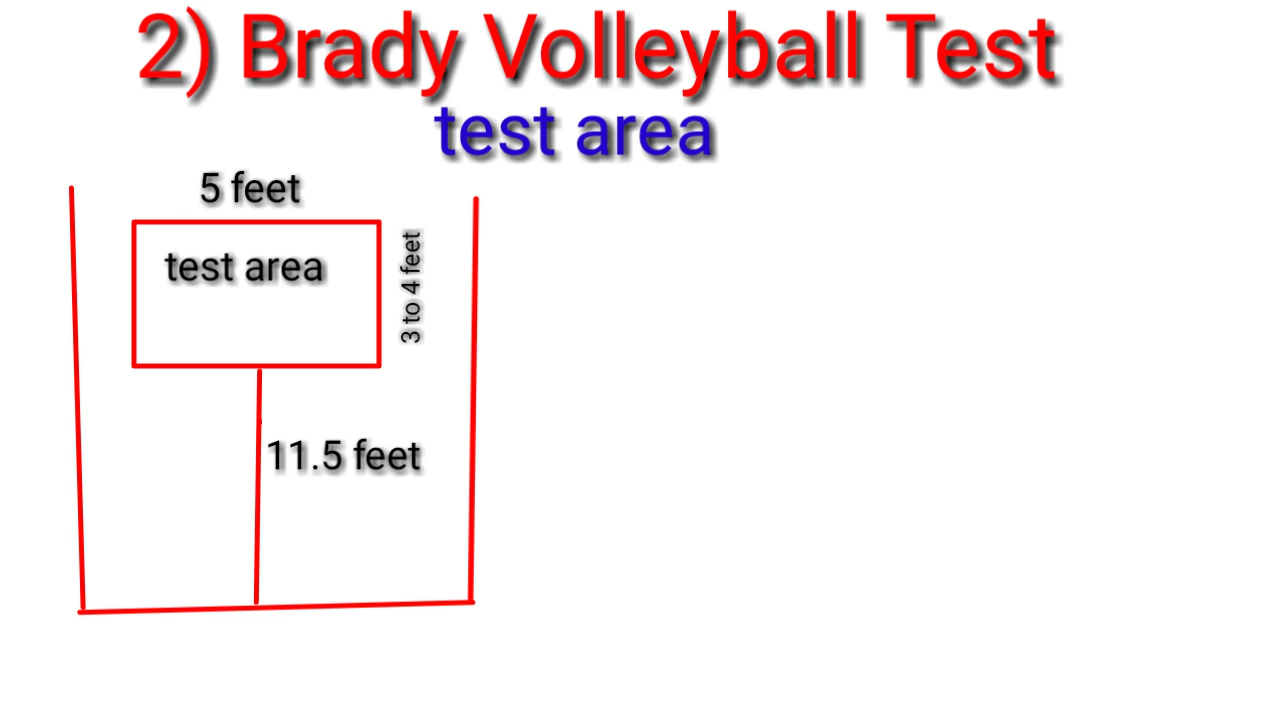 2) Brady Volleyball Test
test area
5 feet
test area
3 to 4 feet
11.5 feet